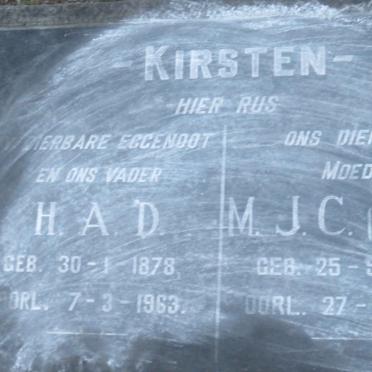 - KIRSTEN -
HIER RUS
DIERBARE EGGENOOT
EN ONS VADER
H. A. D.
GEB. 30-1-1878.
OORL. 7-3-1963.
ONS DIER
MOED
M. J. C. (
GEB. 25-
OORL. 27-